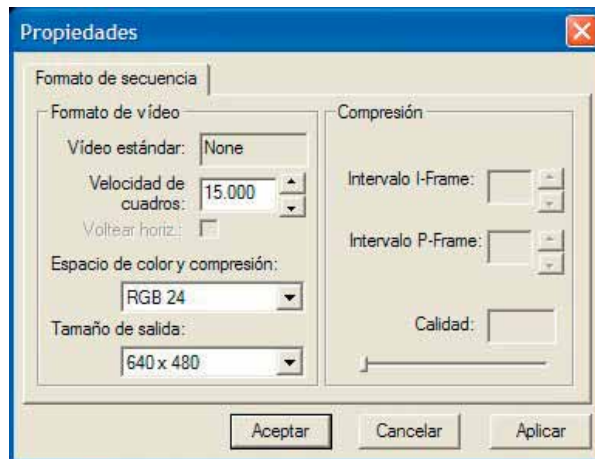 Propiedades
Formato de secuencia
Formato de vídeo
Vídeo estándar: None
Velocidad de
cuadros: 15.000
Voltear horiz.:
Espacio de color y compresión:
RGB 24
Tamaño de salida:
640 x 480
Compresión
Intervalo I-Frame:
Intervalo P-Frame:
Calidad:
Aceptar Cancelar Aplicar